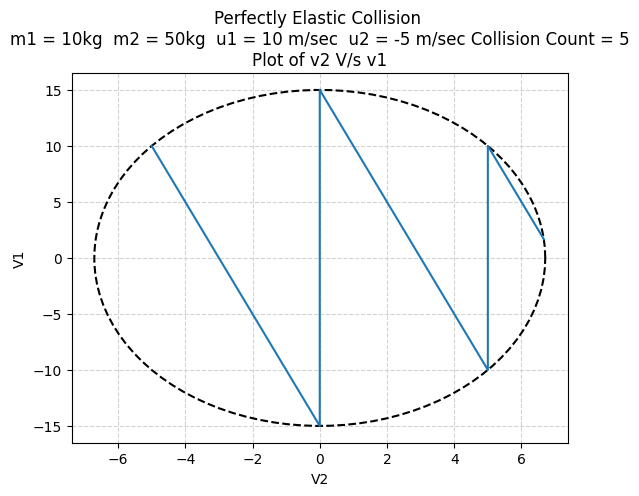 Perfectly Elastic Collision
m1 = 10kg  m2 = 50kg  u1 = 10 m/sec  u2 = -5 m/sec Collision Count = 5
Plot of v2 V/s v1
15
10
5
0
−5
−10
−15
V1
−6 −4 −2 0 2 4 6
V2